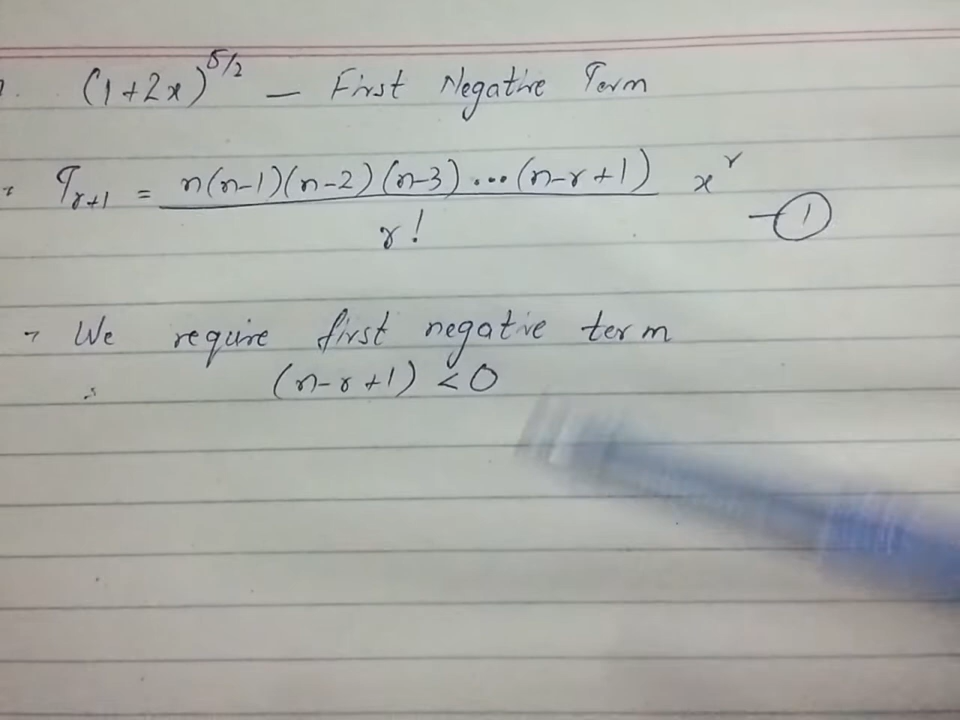 (1+2x)^5/2 — First Negative Term
T_r+1 = n(n-1)(n-2)(n-3)...(n-r+1) / r! x^r —①
We require first negative term
∴ (n-r+1) < 0